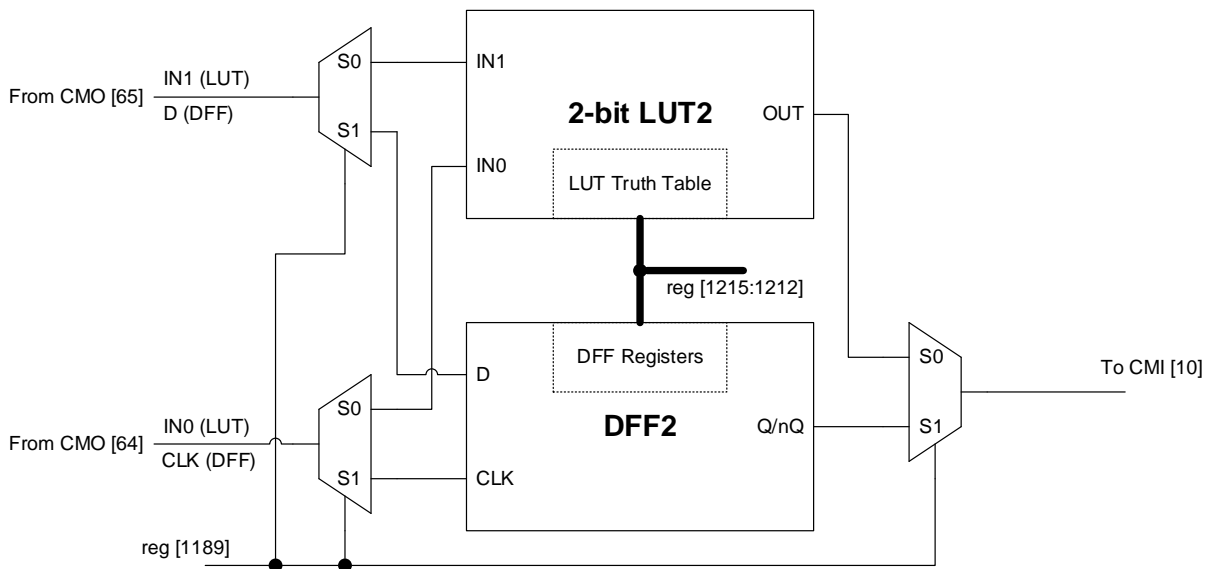 From CMO [65]
IN1 (LUT)
D (DFF)
S0
S1
IN1
IN0
2-bit LUT2
LUT Truth Table
OUT
reg [1215:1212]
DFF Registers
DFF2
D
CLK
Q/nQ
From CMO [64]
IN0 (LUT)
CLK (DFF)
S0
S1
S0
S1
To CMI [10]
reg [1189]